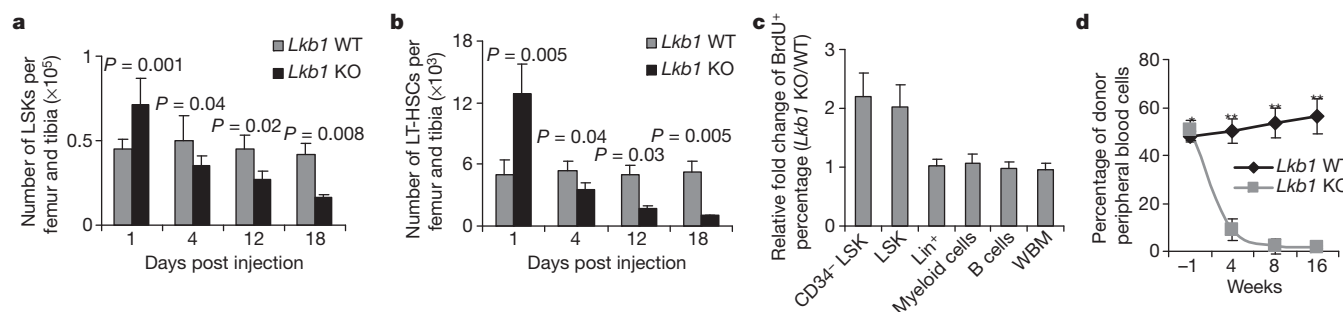 a
Number of LSKs per
femur and tibia (×10⁵)
1
0.5
0
P = 0.001
P = 0.04
P = 0.02
P = 0.008
Lkb1 WT
Lkb1 KO
1 4 12 18
Days post injection
b
Number of LT-HSCs per
femur and tibia (×10³)
18
12
6
0
P = 0.005
P = 0.04
P = 0.03
P = 0.005
Lkb1 WT
Lkb1 KO
1 4 12 18
Days post injection
c
Relative fold change of BrdU⁺
percentage (Lkb1 KO/WT)
3
2
1
0
CD34⁻ LSK
LSK
Lin⁺
Myeloid cells
B cells
WBM
d
Percentage of donor
peripheral blood cells
80
60
40
20
0
*
**
**
**
Lkb1 WT
Lkb1 KO
–1 4 8 16
Weeks